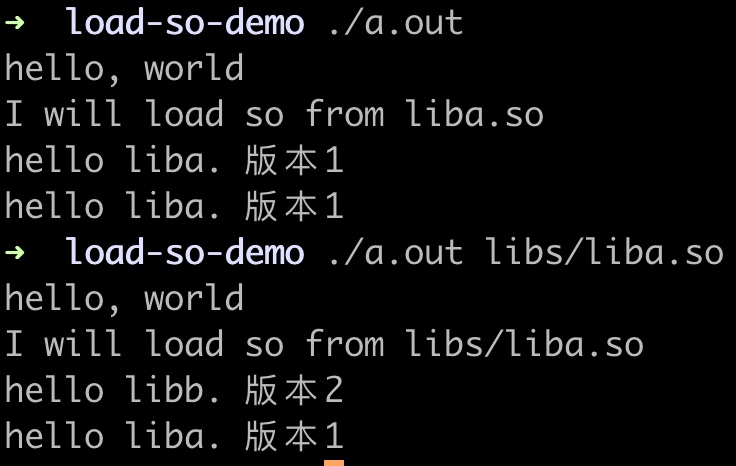 ➜  load-so-demo ./a.out
hello, world
I will load so from liba.so
hello liba. 版本1
hello liba. 版本1
➜  load-so-demo ./a.out libs/liba.so
hello, world
I will load so from libs/liba.so
hello libb. 版本2
hello liba. 版本1